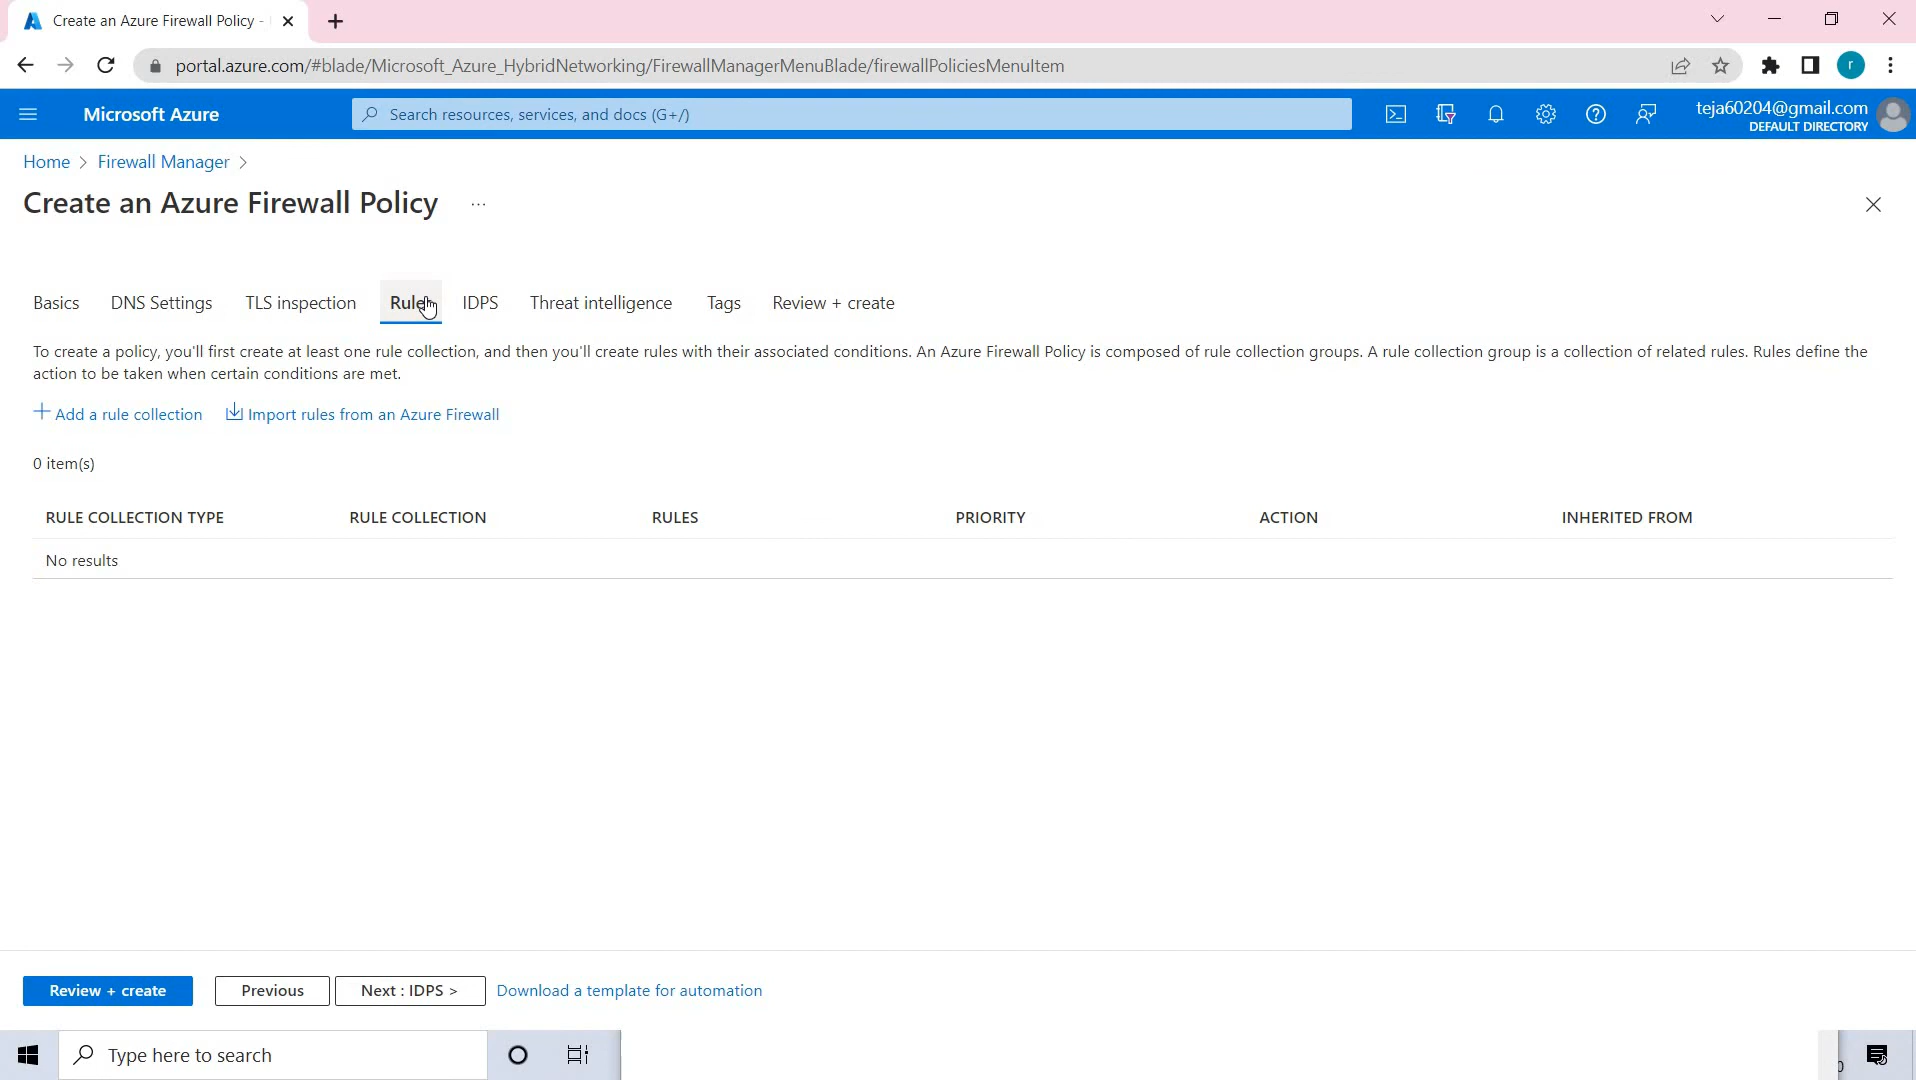 Create an Azure Firewall Policy -
portal.azure.com/#blade/Microsoft_Azure_HybridNetworking/FirewallManagerMenuBlade/firewallPoliciesMenuItem
r
Microsoft Azure
Search resources, services, and docs (G+/)
teja60204@gmail.com
DEFAULT DIRECTORY
Home > Firewall Manager >
Create an Azure Firewall Policy ...
Basics DNS Settings TLS inspection Rules IDPS Threat intelligence Tags Review + create
To create a policy, you'll first create at least one rule collection, and then you'll create rules with their associated conditions. An Azure Firewall Policy is composed of rule collection groups. A rule collection group is a collection of related rules. Rules define the
action to be taken when certain conditions are met.
+ Add a rule collection Import rules from an Azure Firewall
0 item(s)
RULE COLLECTION TYPE RULE COLLECTION RULES PRIORITY ACTION INHERITED FROM
No results
Review + create Previous Next : IDPS > Download a template for automation
Type here to search